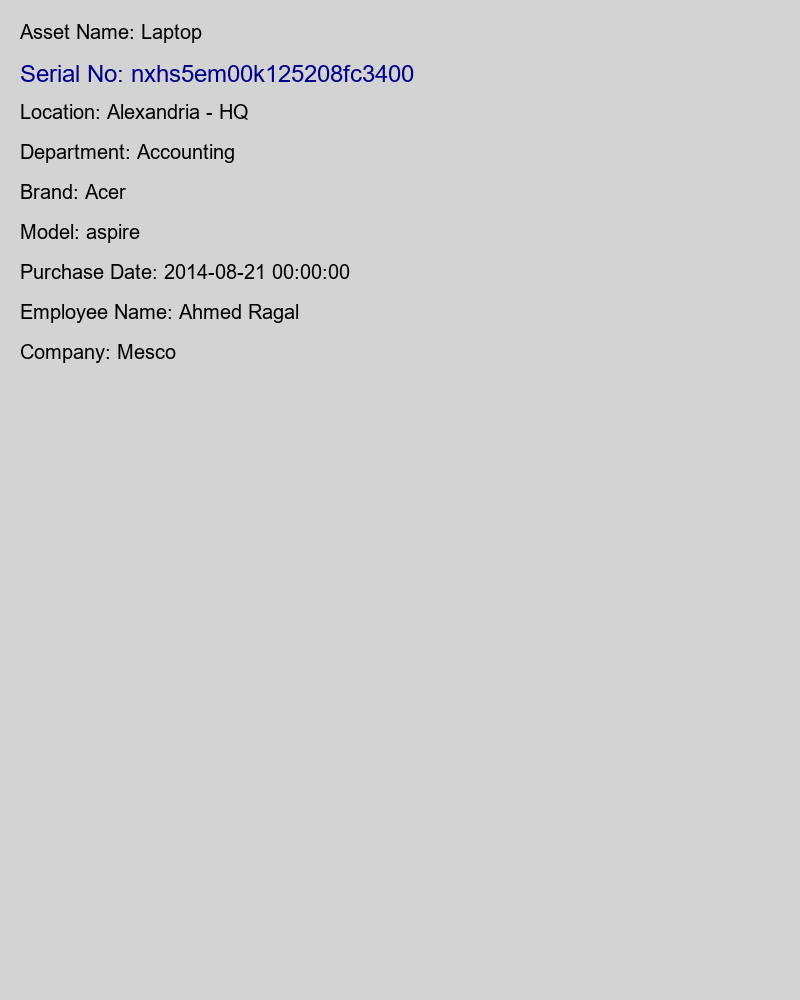 Asset Name: Laptop
Serial No: nxhs5em00k125208fc3400
Location: Alexandria - HQ
Department: Accounting
Brand: Acer
Model: aspire
Purchase Date: 2014-08-21 00:00:00
Employee Name: Ahmed Ragal
Company: Mesco